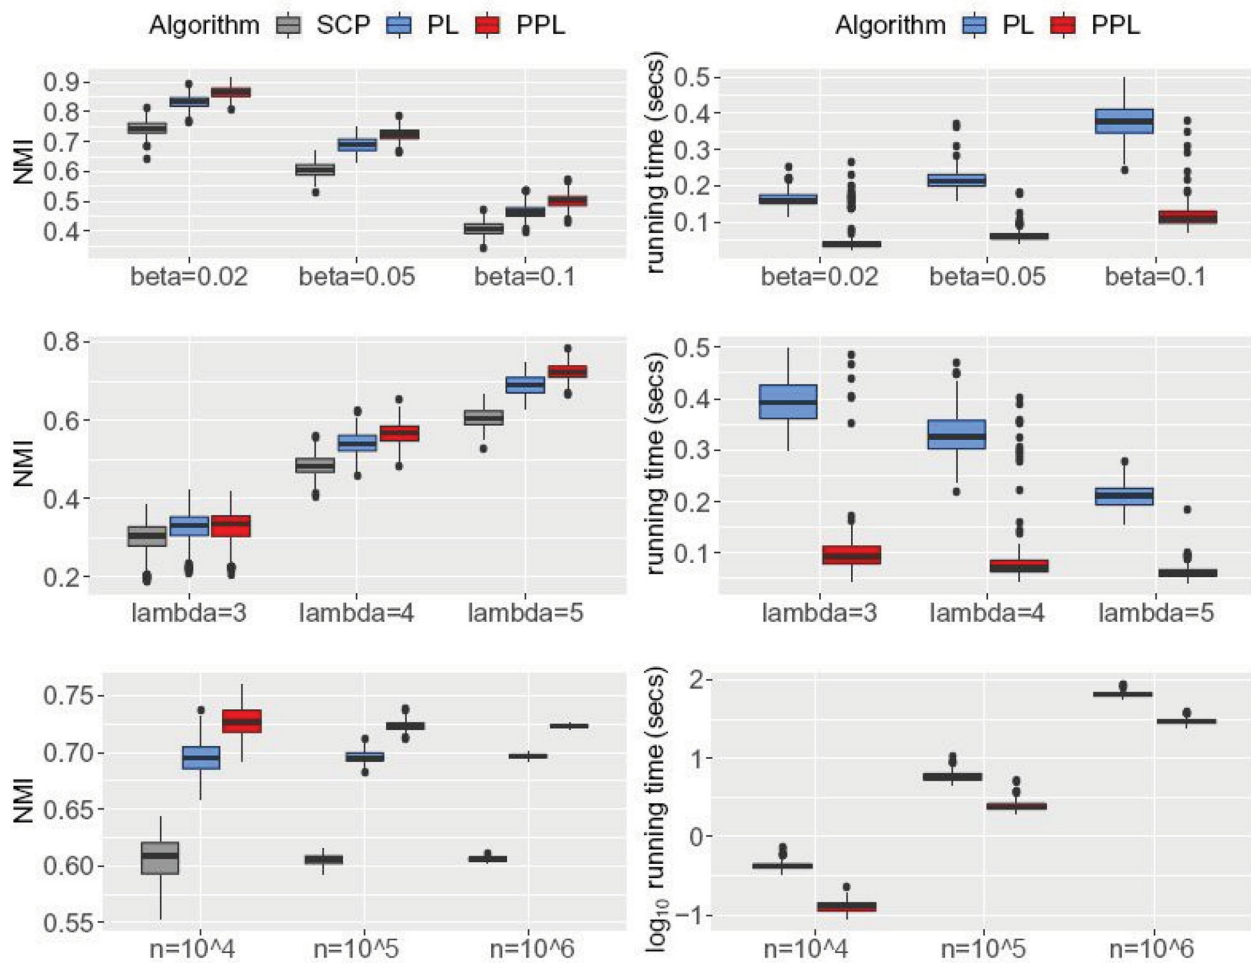 Algorithm SCP PL PPL
NMI
0.9
0.8
0.7
0.6
0.5
0.4
beta=0.02 beta=0.05 beta=0.1
Algorithm PL PPL
running time (secs)
0.5
0.4
0.3
0.2
0.1
beta=0.02 beta=0.05 beta=0.1
NMI
0.8
0.6
0.4
0.2
lambda=3 lambda=4 lambda=5
running time (secs)
0.5
0.4
0.3
0.2
0.1
lambda=3 lambda=4 lambda=5
NMI
0.75
0.70
0.65
0.60
0.55
n=10^4 n=10^5 n=10^6
log₁₀ running time (secs)
2
1
0
−1
n=10^4 n=10^5 n=10^6